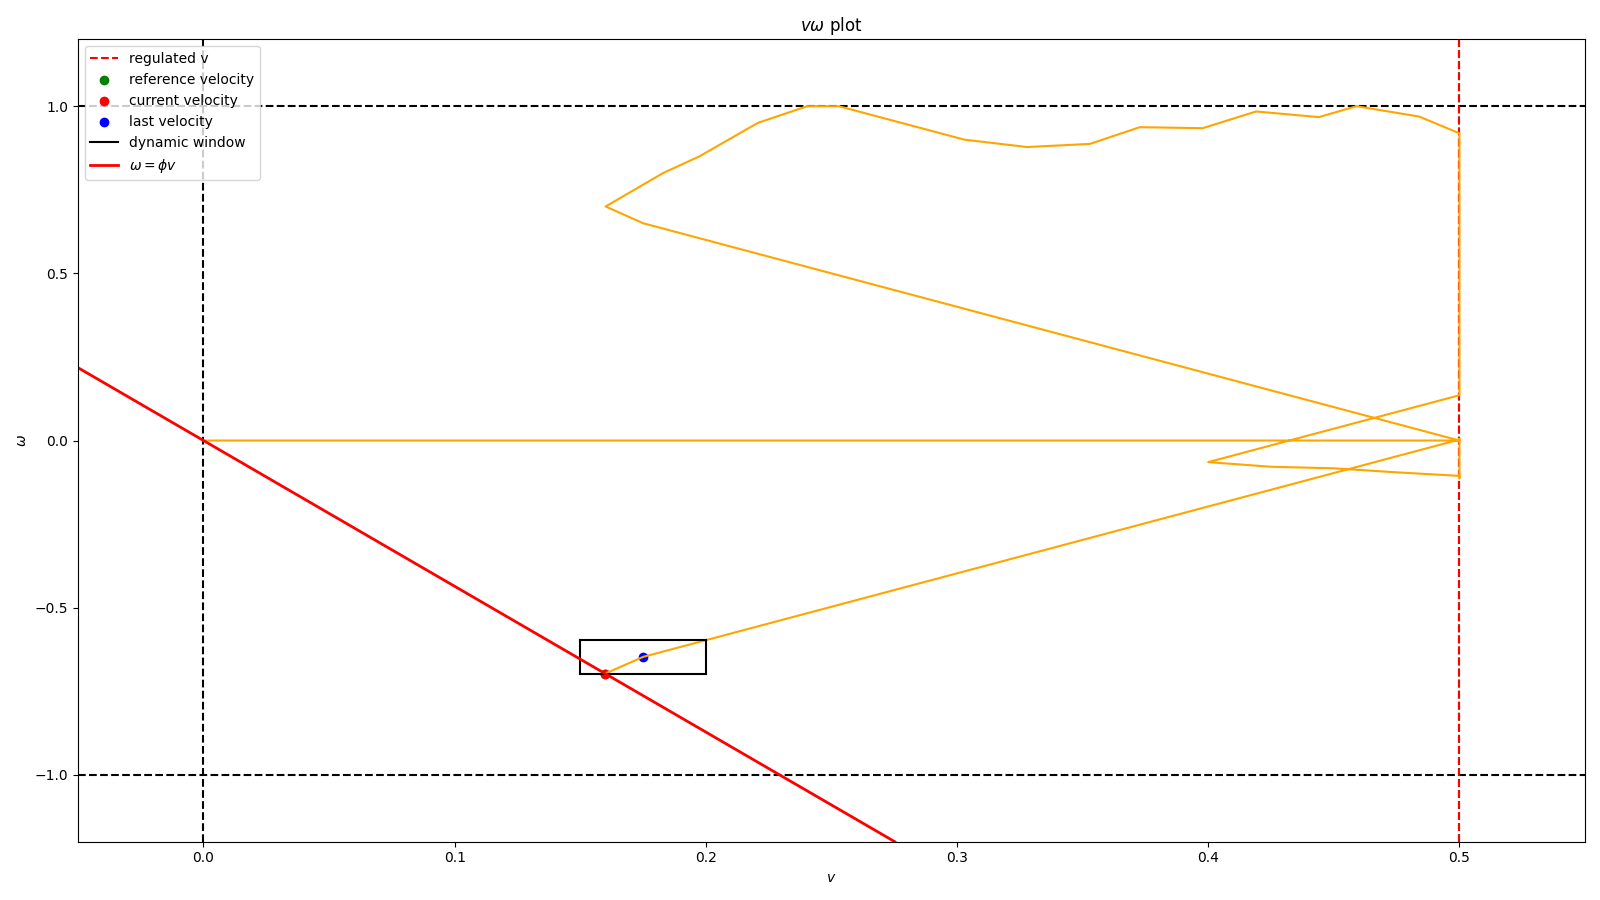 vω plot
regulated v
reference velocity
current velocity
last velocity
dynamic window
ω = ϕv
1.0
0.5
0.0
−0.5
−1.0
ω
0.0 0.1 0.2 0.3 0.4 0.5
v